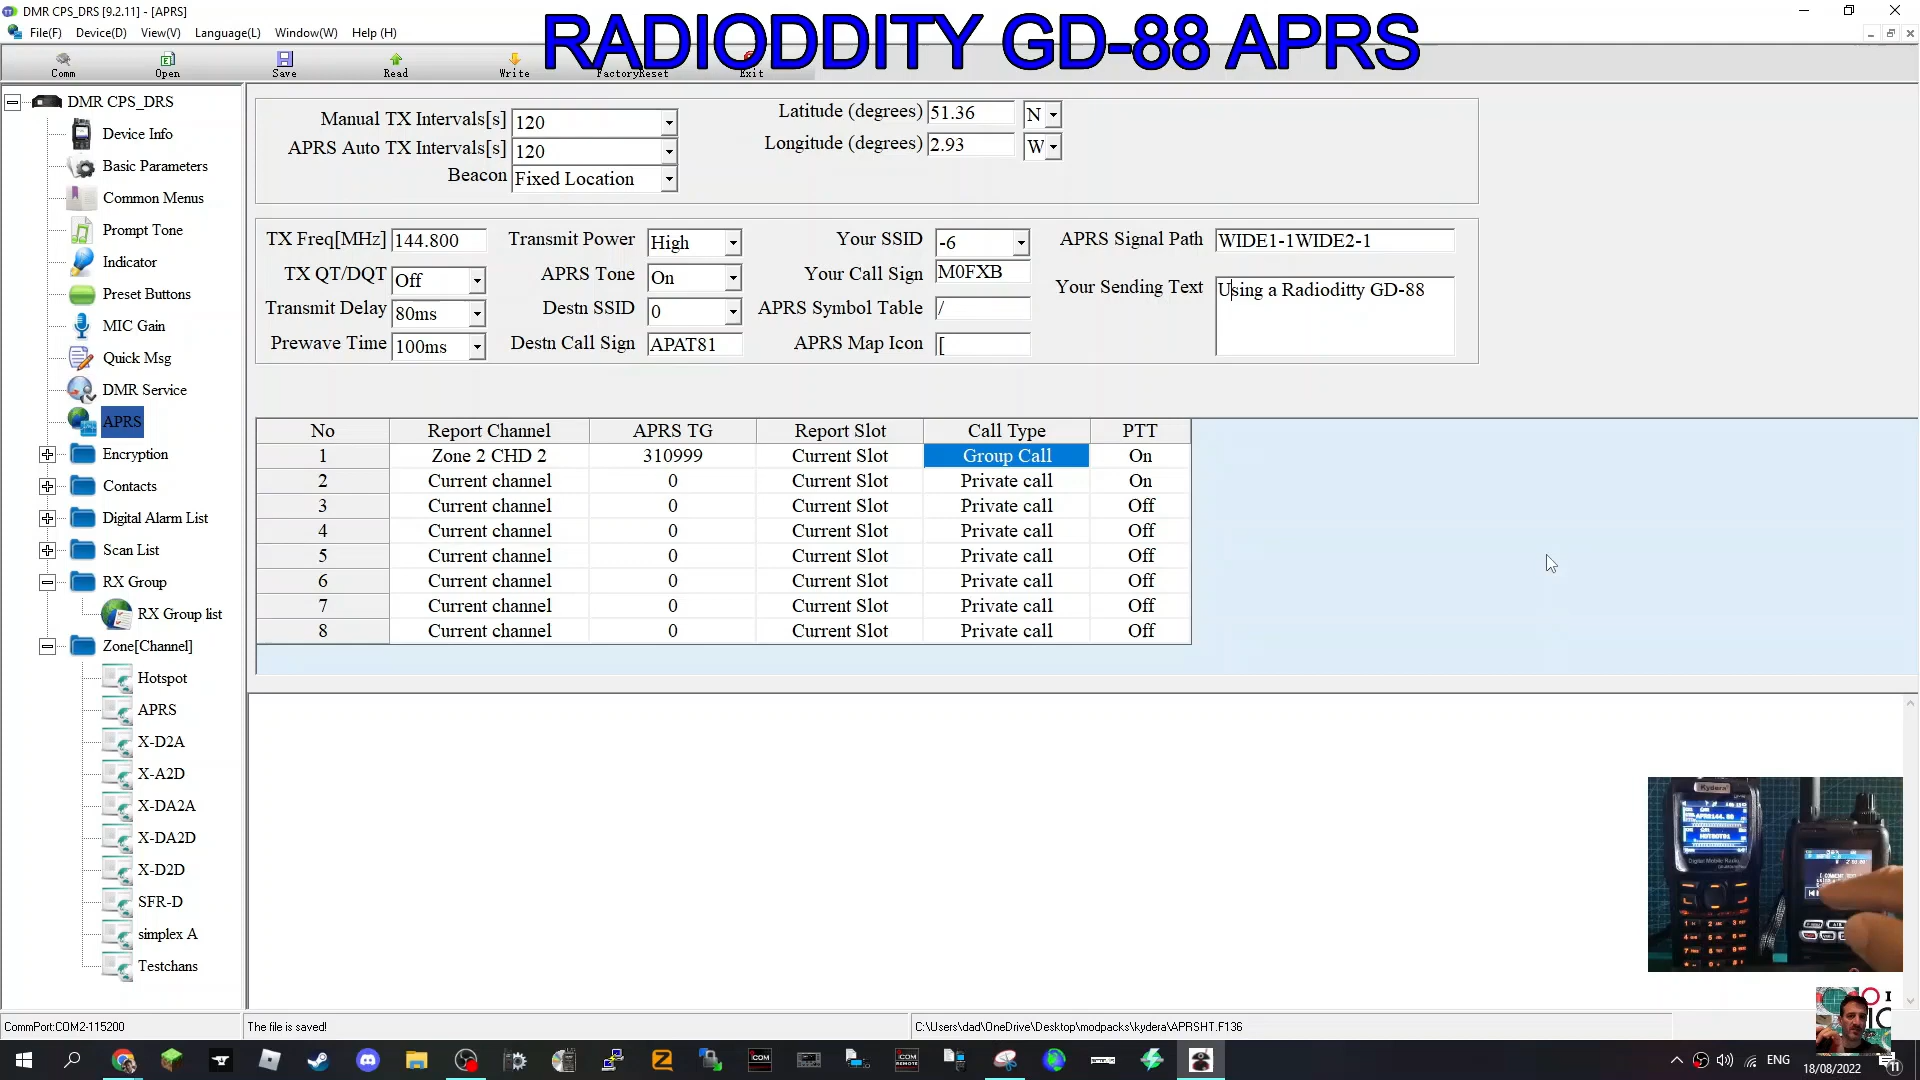 DMR CPS_DRS [9.2.11] - [APRS]
RADIODDITY GD-88 APRS
File(F) Device(D) View(V) Language(L) Window(W) Help (H)
Comm Open Save Read Write FactoryReset Exit
DMR CPS_DRS
Device Info
Basic Parameters
Common Menus
Prompt Tone
Indicator
Preset Buttons
MIC Gain
Quick Msg
DMR Service
APRS
Encryption
Contacts
Digital Alarm List
Scan List
RX Group
RX Group list
Zone[Channel]
Hotspot
APRS
X-D2A
X-A2D
X-DA2A
X-DA2D
X-D2D
SFR-D
simplex A
Testchans
Manual TX Intervals[s] 120
APRS Auto TX Intervals[s] 120
Beacon Fixed Location
Latitude (degrees) 51.36 N
Longitude (degrees) 2.93 W
TX Freq[MHz] 144.800
TX QT/DQT Off
Transmit Delay 80ms
Prewave Time 100ms
Transmit Power High
APRS Tone On
Destn SSID 0
Destn Call Sign APAT81
Your SSID -6
Your Call Sign M0FXB
APRS Symbol Table /
APRS Map Icon [
APRS Signal Path WIDE1-1WIDE2-1
Your Sending Text Using a Radioditty GD-88
No Report Channel APRS TG Report Slot Call Type PTT
1 Zone 2 CHD 2 310999 Current Slot Group Call On
2 Current channel 0 Current Slot Private call On
3 Current channel 0 Current Slot Private call Off
4 Current channel 0 Current Slot Private call Off
5 Current channel 0 Current Slot Private call Off
6 Current channel 0 Current Slot Private call Off
7 Current channel 0 Current Slot Private call Off
8 Current channel 0 Current Slot Private call Off
Kydera
Digital Mobile Radio
CommPort:COM2-115200
The file is saved!
C:\Users\dad\OneDrive\Desktop\modpacks\kydera\APRSHT.F136
ENG
18/08/2022
11